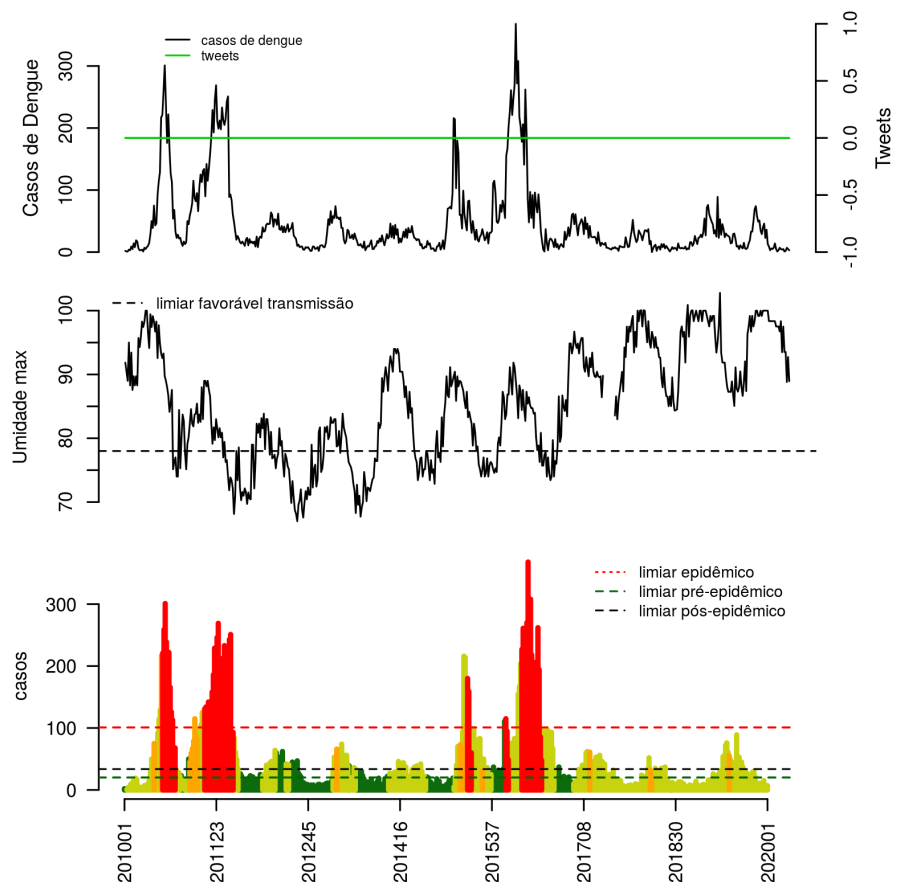 casos de dengue
tweets
Casos de Dengue
0
100
200
300
Tweets
-1.0
-0.5
0.0
0.5
1.0
limiar favorável transmissão
Umidade max
70
80
90
100
limiar epidêmico
limiar pré-epidêmico
limiar pós-epidêmico
casos
0
100
200
300
201001
201123
201245
201416
201537
201708
201830
202001